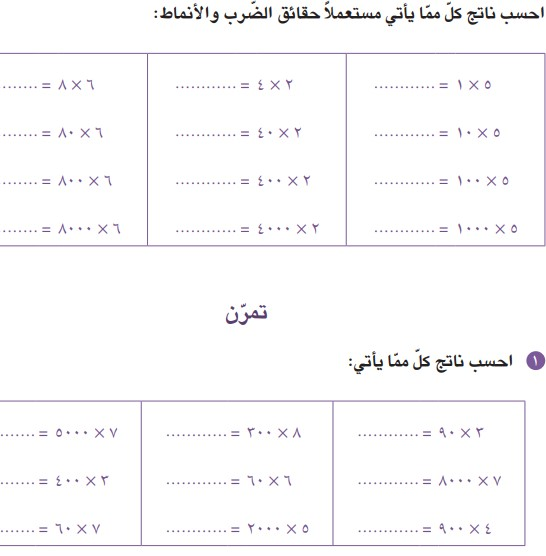 احسب ناتج كلّ ممّا يأتي مستعملاً حقائق الضّرب والأنماط:
٥ × ١ = ............ ٢ × ٤ = ............ ٦ × ٨ = ........
٥ × ١٠ = ............ ٢ × ٤٠ = ............ ٦ × ٨٠ = ........
٥ × ١٠٠ = ............ ٢ × ٤٠٠ = ............ ٦ × ٨٠٠ = ........
٥ × ١٠٠٠ = ............ ٢ × ٤٠٠٠ = ............ ٦ × ٨٠٠٠ = ........
تمرّن
١ احسب ناتج كلّ ممّا يأتي:
٣ × ٩٠ = ............ ٨ × ٣٠٠ = ............ ٧ × ٥٠٠٠ = ........
٧ × ٨٠٠٠ = ............ ٦ × ٦٠ = ............ ٣ × ٤٠٠ = ........
٤ × ٩٠٠ = ............ ٥ × ٢٠٠٠ = ............ ٧ × ٦٠ = ........